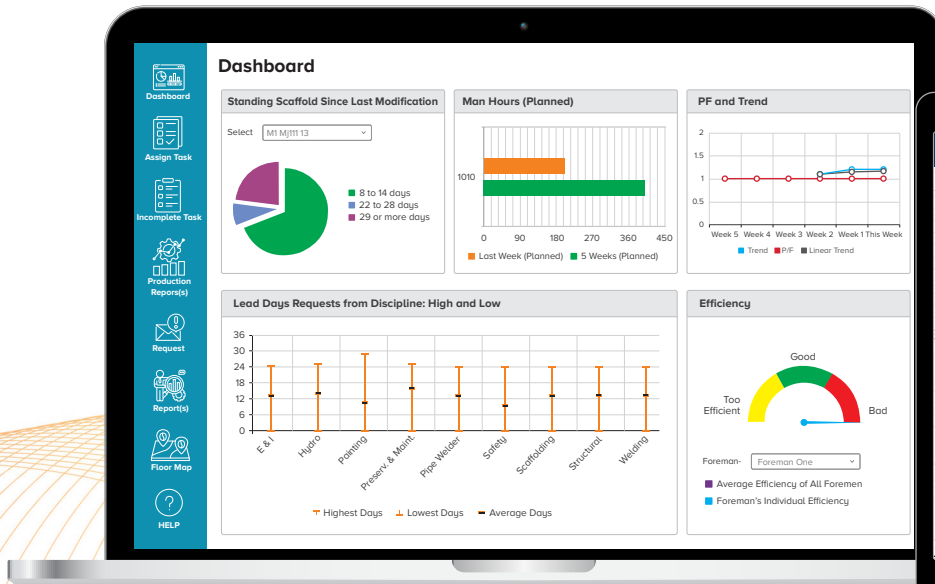 Dashboard
Assign Task
Incomplete Task
Production
Repors(s)
Request
Report(s)
Floor Map
HELP
Dashboard
Standing Scaffold Since Last Modification
Select
M1 Mj111 13
8 to 14 days
22 to 28 days
29 or more days
Man Hours (Planned)
1010
0 90 180 270 360 450
Last Week (Planned) 5 Weeks (Planned)
PF and Trend
2
1.5
1
0.5
0
Week 5 Week 4 Week 3 Week 2 Week 1 This Week
Trend P/F Linear Trend
Lead Days Requests from Discipline: High and Low
36
30
24
18
12
6
0
E & I
Hydro
Painting
Preserv. & Maint.
Pipe Welder
Safety
Scaffolding
Structural
Welding
Highest Days Lowest Days Average Days
Efficiency
Good
Too
Efficient
Bad
Foreman- Foreman One
Average Efficiency of All Foremen
Foreman's Individual Efficiency